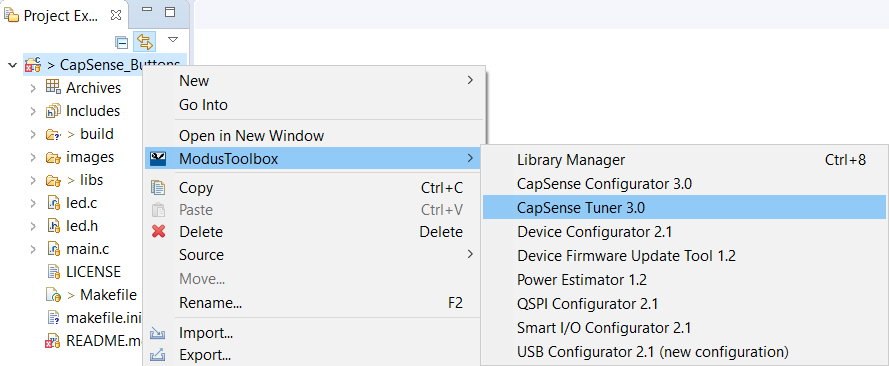 Project Ex...
> CapSense_Buttons
Archives
Includes
> build
images
> libs
led.c
led.h
main.c
LICENSE
> Makefile
makefile.ini
README.m
New
Go Into
Open in New Window
ModusToolbox
Copy Ctrl+C
Paste Ctrl+V
Delete Delete
Source
Move...
Rename... F2
Import...
Export...
Library Manager Ctrl+8
CapSense Configurator 3.0
CapSense Tuner 3.0
Device Configurator 2.1
Device Firmware Update Tool 1.2
Power Estimator 1.2
QSPI Configurator 2.1
Smart I/O Configurator 2.1
USB Configurator 2.1 (new configuration)